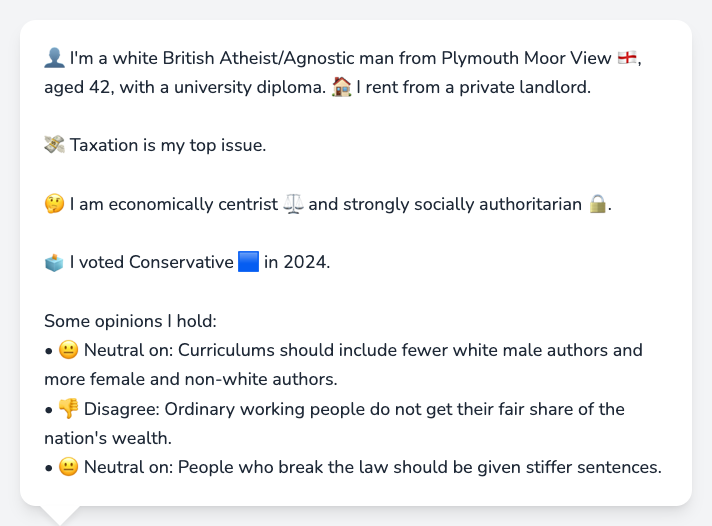 👤 I'm a white British Atheist/Agnostic man from Plymouth Moor View 🏴󠁧󠁢󠁥󠁮󠁧󠁿,
aged 42, with a university diploma. 🏠 I rent from a private landlord.
💸 Taxation is my top issue.
🤔 I am economically centrist ⚖️ and strongly socially authoritarian 🔒.
🗳️ I voted Conservative 🟦 in 2024.
Some opinions I hold:
• 😐 Neutral on: Curriculums should include fewer white male authors and
more female and non-white authors.
• 👎 Disagree: Ordinary working people do not get their fair share of the
nation's wealth.
• 😐 Neutral on: People who break the law should be given stiffer sentences.